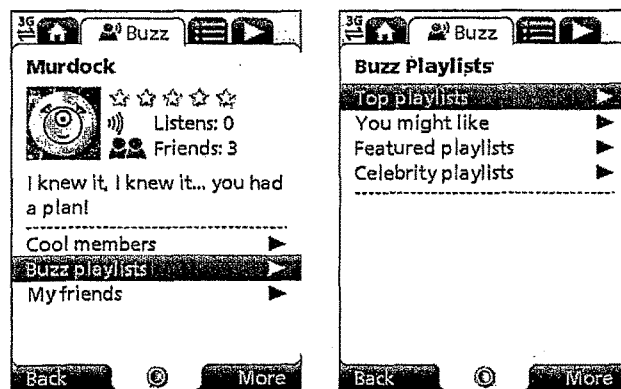 3G Buzz
Murdock
Listens: 0
Friends: 3
I knew it, I knew it... you had
a plan!
Cool members
Buzz playlists
My friends
Back More
3G Buzz
Buzz Playlists
Top playlists
You might like
Featured playlists
Celebrity playlists
Back More